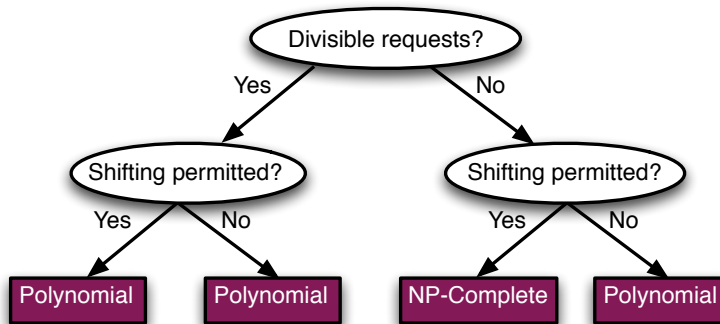 Divisible requests?
Yes
No
Shifting permitted?
Shifting permitted?
Yes
No
Yes
No
Polynomial
Polynomial
NP-Complete
Polynomial